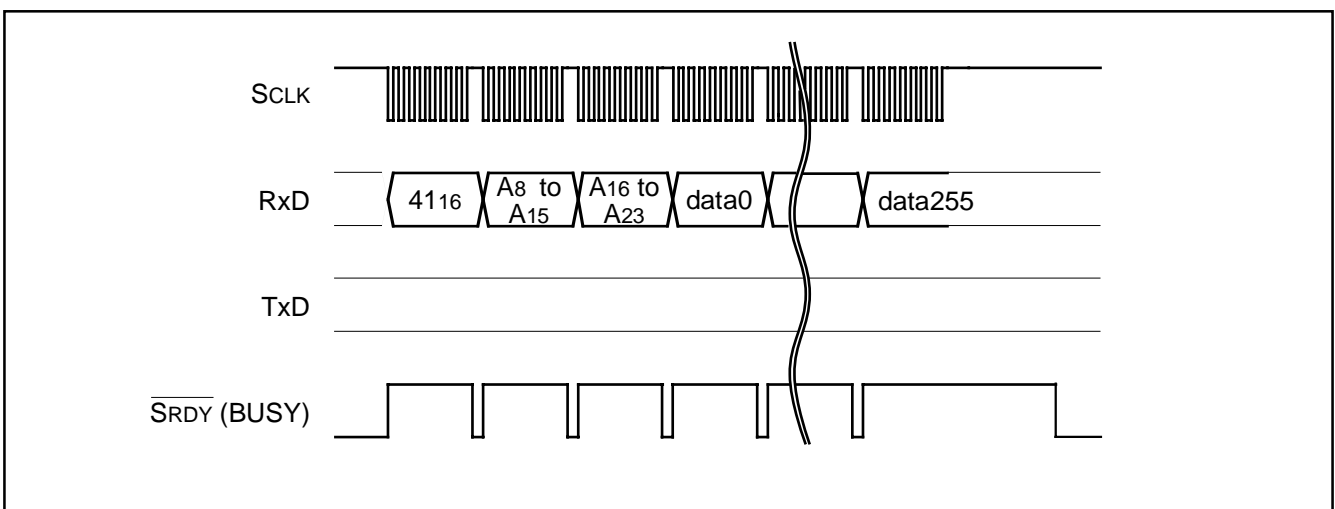 SCLK
RxD
4116
A8 to
A15
A16 to
A23
data0
data255
TxD
SRDY (BUSY)